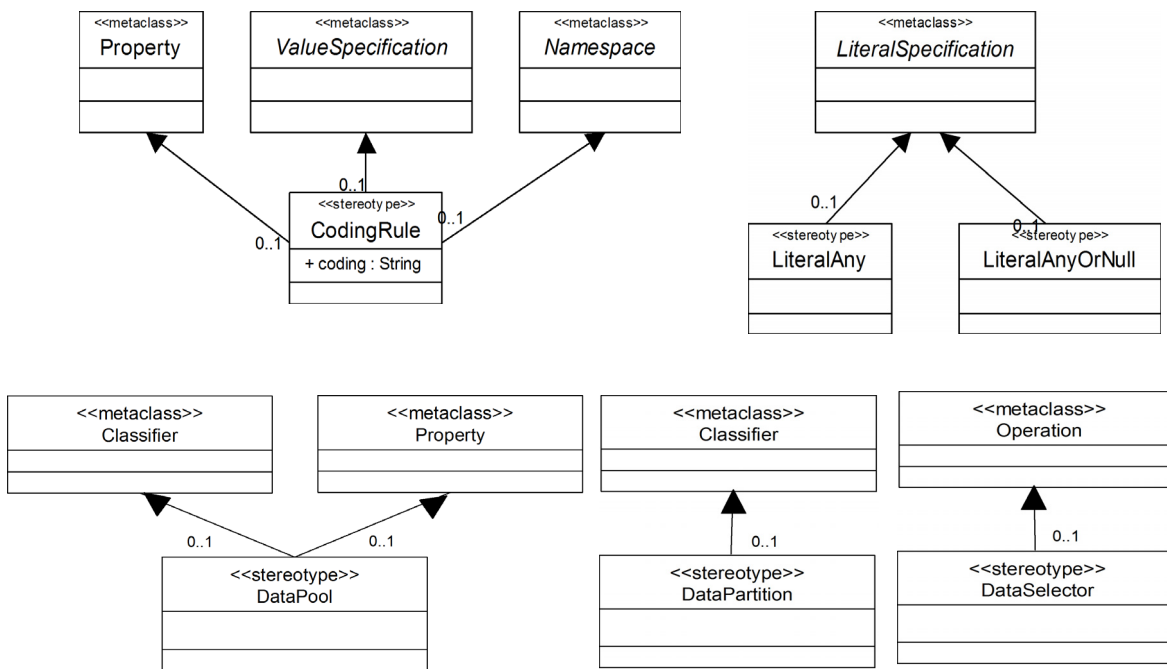 <<metaclass>>
Property
<<metaclass>>
ValueSpecification
<<metaclass>>
Namespace
<<metaclass>>
LiteralSpecification
0..1
0..1
0..1
<<stereotype>>
CodingRule
+ coding : String
0..1
0..1
<<stereotype>>
LiteralAny
<<stereotype>>
LiteralAnyOrNull
<<metaclass>>
Classifier
<<metaclass>>
Property
<<metaclass>>
Classifier
<<metaclass>>
Operation
0..1
0..1
0..1
0..1
<<stereotype>>
DataPool
<<stereotype>>
DataPartition
<<stereotype>>
DataSelector